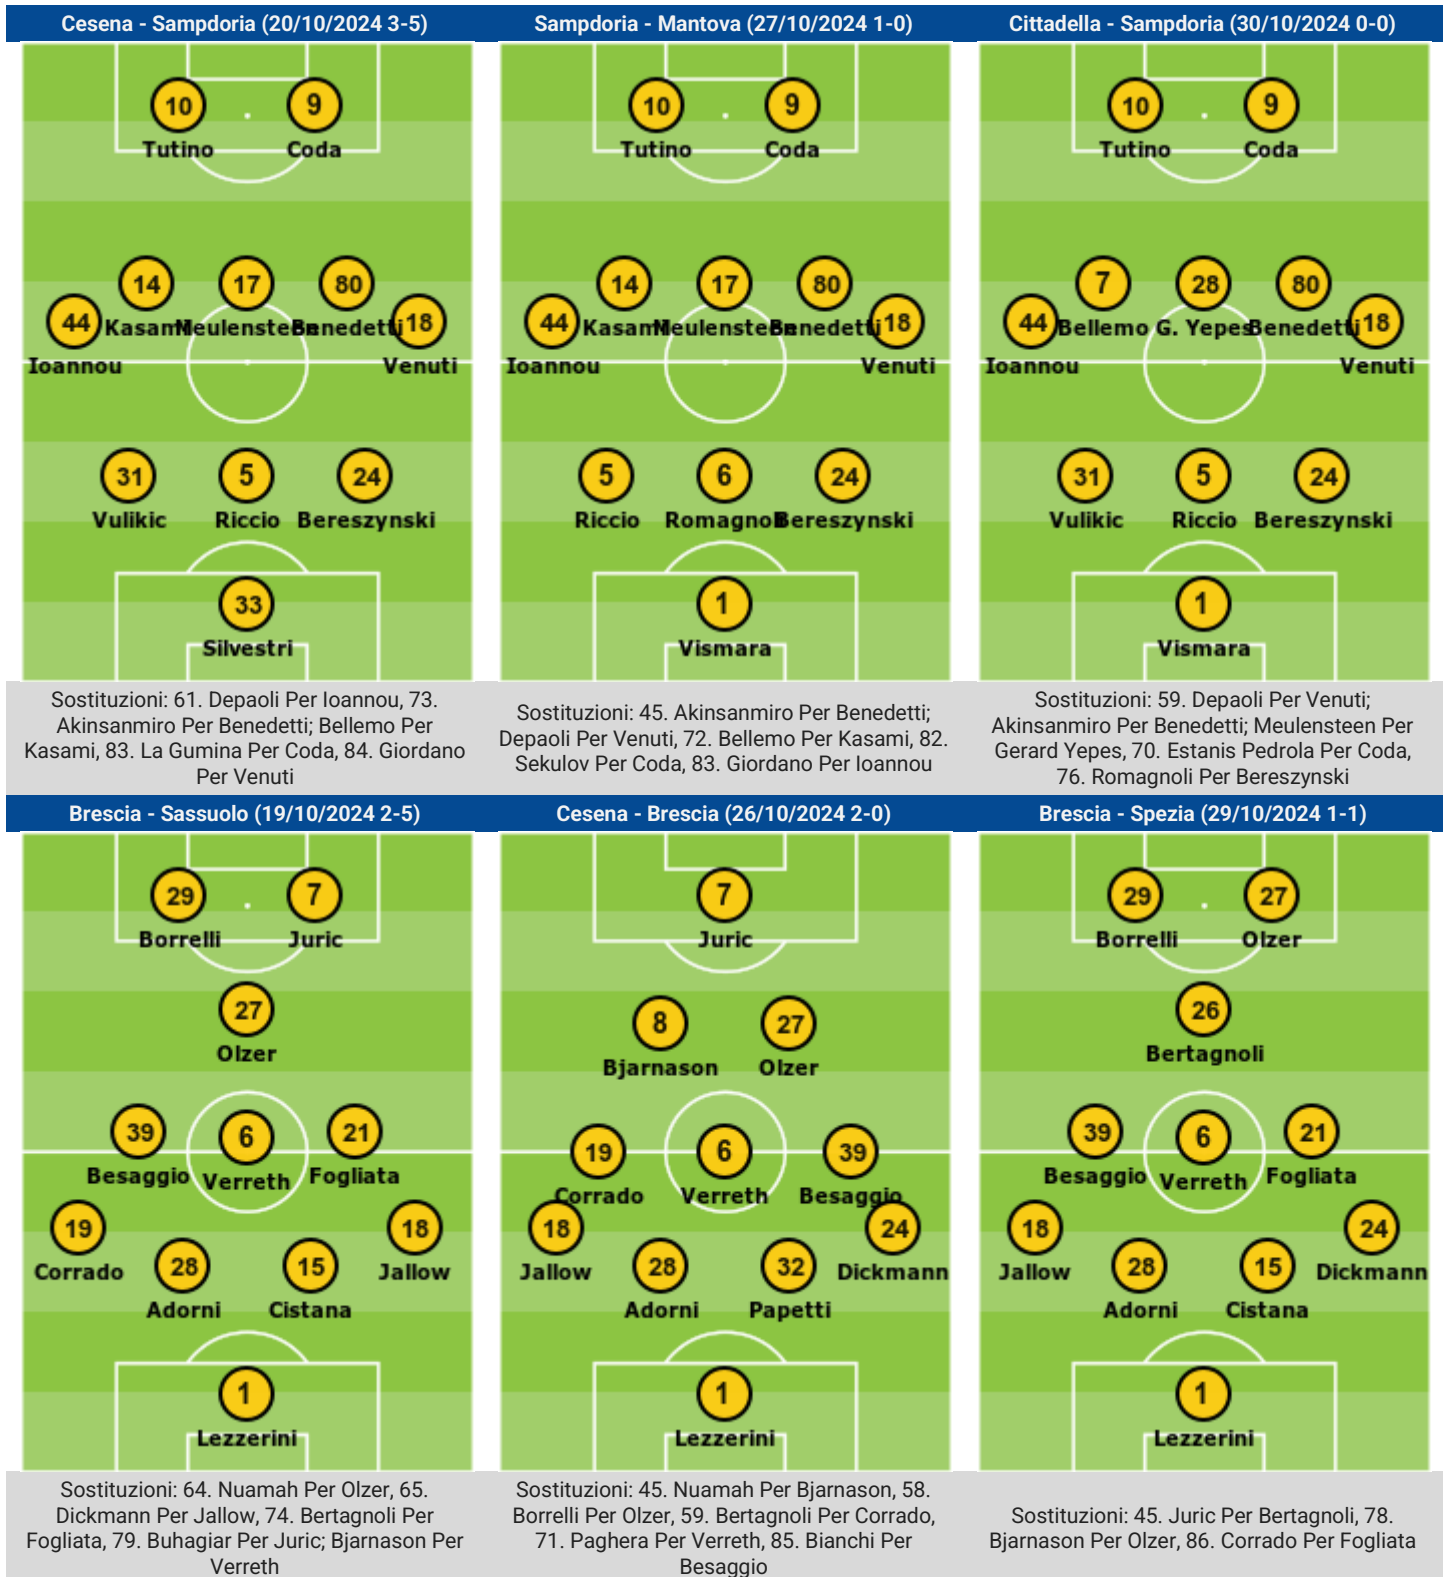 Cesena - Sampdoria (20/10/2024 3-5)
10 9
Tutino Coda
14 17 80
44 Kasami Meulensteen Benedetti 18
Ioannou Venuti
31 5 24
Vulikic Riccio Bereszynski
33
Silvestri
Sostituzioni: 61. Depaoli Per Ioannou, 73.
Akinsanmiro Per Benedetti; Bellemo Per
Kasami, 83. La Gumina Per Coda, 84. Giordano
Per Venuti
Sampdoria - Mantova (27/10/2024 1-0)
10 9
Tutino Coda
14 17 80
44 Kasami Meulensteen Benedetti 18
Ioannou Venuti
5 6 24
Riccio Romagnoli Bereszynski
1
Vismara
Sostituzioni: 45. Akinsanmiro Per Benedetti;
Depaoli Per Venuti, 72. Bellemo Per Kasami, 82.
Sekulov Per Coda, 83. Giordano Per Ioannou
Cittadella - Sampdoria (30/10/2024 0-0)
10 9
Tutino Coda
7 28 80
44 Bellemo G. Yepes Benedetti 18
Ioannou Venuti
31 5 24
Vulikic Riccio Bereszynski
1
Vismara
Sostituzioni: 59. Depaoli Per Venuti;
Akinsanmiro Per Benedetti; Meulensteen Per
Gerard Yepes, 70. Estanis Pedrola Per Coda,
76. Romagnoli Per Bereszynski
Brescia - Sassuolo (19/10/2024 2-5)
29 7
Borrelli Juric
27
Olzer
39 6 21
Besaggio Verreth Fogliata
19 18
Corrado Jallow
28 15
Adorni Cistana
1
Lezzerini
Sostituzioni: 64. Nuamah Per Olzer, 65.
Dickmann Per Jallow, 74. Bertagnoli Per
Fogliata, 79. Buhagiar Per Juric; Bjarnason Per
Verreth
Cesena - Brescia (26/10/2024 2-0)
7
Juric
8 27
Bjarnason Olzer
19 6 39
Corrado Verreth Besaggio
18 24
Jallow Dickmann
28 32
Adorni Papetti
1
Lezzerini
Sostituzioni: 45. Nuamah Per Bjarnason, 58.
Borrelli Per Olzer, 59. Bertagnoli Per Corrado,
71. Paghera Per Verreth, 85. Bianchi Per
Besaggio
Brescia - Spezia (29/10/2024 1-1)
29 27
Borrelli Olzer
26
Bertagnoli
39 6 21
Besaggio Verreth Fogliata
18 24
Jallow Dickmann
28 15
Adorni Cistana
1
Lezzerini
Sostituzioni: 45. Juric Per Bertagnoli, 78.
Bjarnason Per Olzer, 86. Corrado Per Fogliata